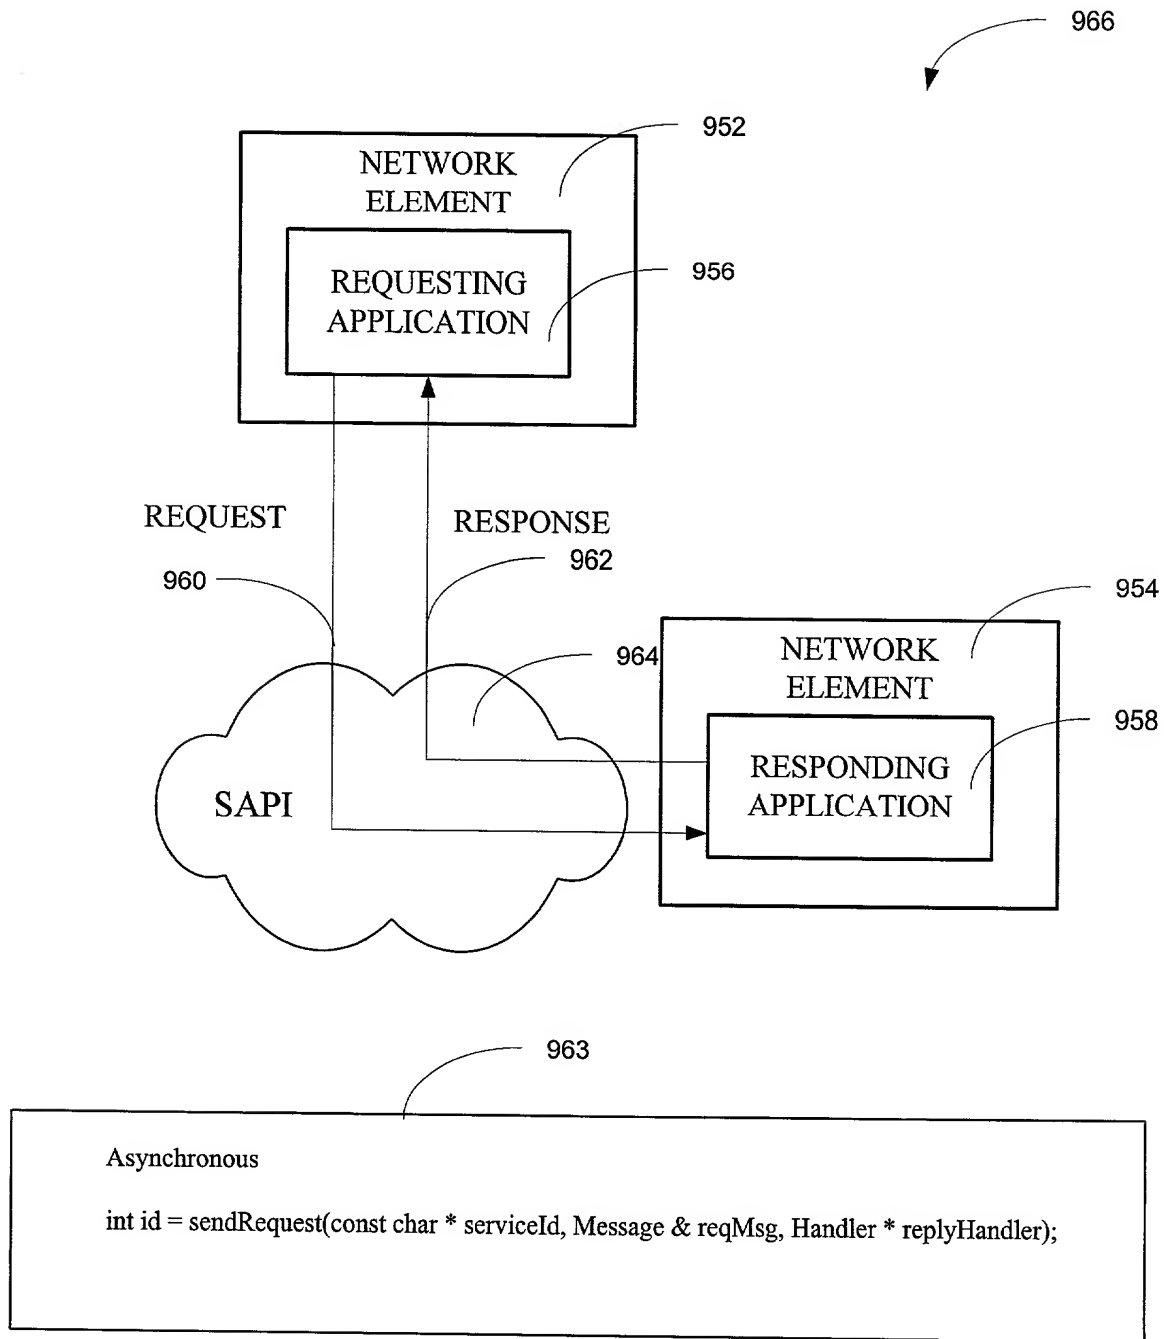 966
952
NETWORK
ELEMENT
956
REQUESTING
APPLICATION
REQUEST
RESPONSE
962
960
954
964
NETWORK
ELEMENT
958
RESPONDING
APPLICATION
SAPI
963
Asynchronous
int id = sendRequest(const char * serviceId, Message & reqMsg, Handler * replyHandler);